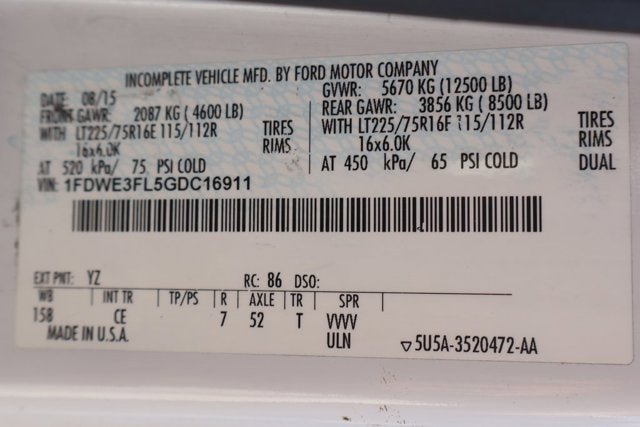 INCOMPLETE VEHICLE MFD. BY FORD MOTOR COMPANY
DATE: 08/15 GVWR: 5670 KG (12500 LB)
FRONT GAWR: 2087 KG ( 4600 LB) REAR GAWR: 3856 KG ( 8500 LB)
WITH LT225/75R16E 115/112R TIRES WITH LT225/75R16E 115/112R TIRES
16x6.0K RIMS 16x6.0K RIMS
AT 520 kPa/ 75 PSI COLD AT 450 kPa/ 65 PSI COLD DUAL
VIN: 1FDWE3FL5GDC16911
EXT PNT: YZ RC: 86 DSO:
WB | INT TR | TP/PS | R | AXLE | TR | SPR
158 CE 7 52 T VVVV
MADE IN U.S.A. ULN ▽5U5A-3520472-AA